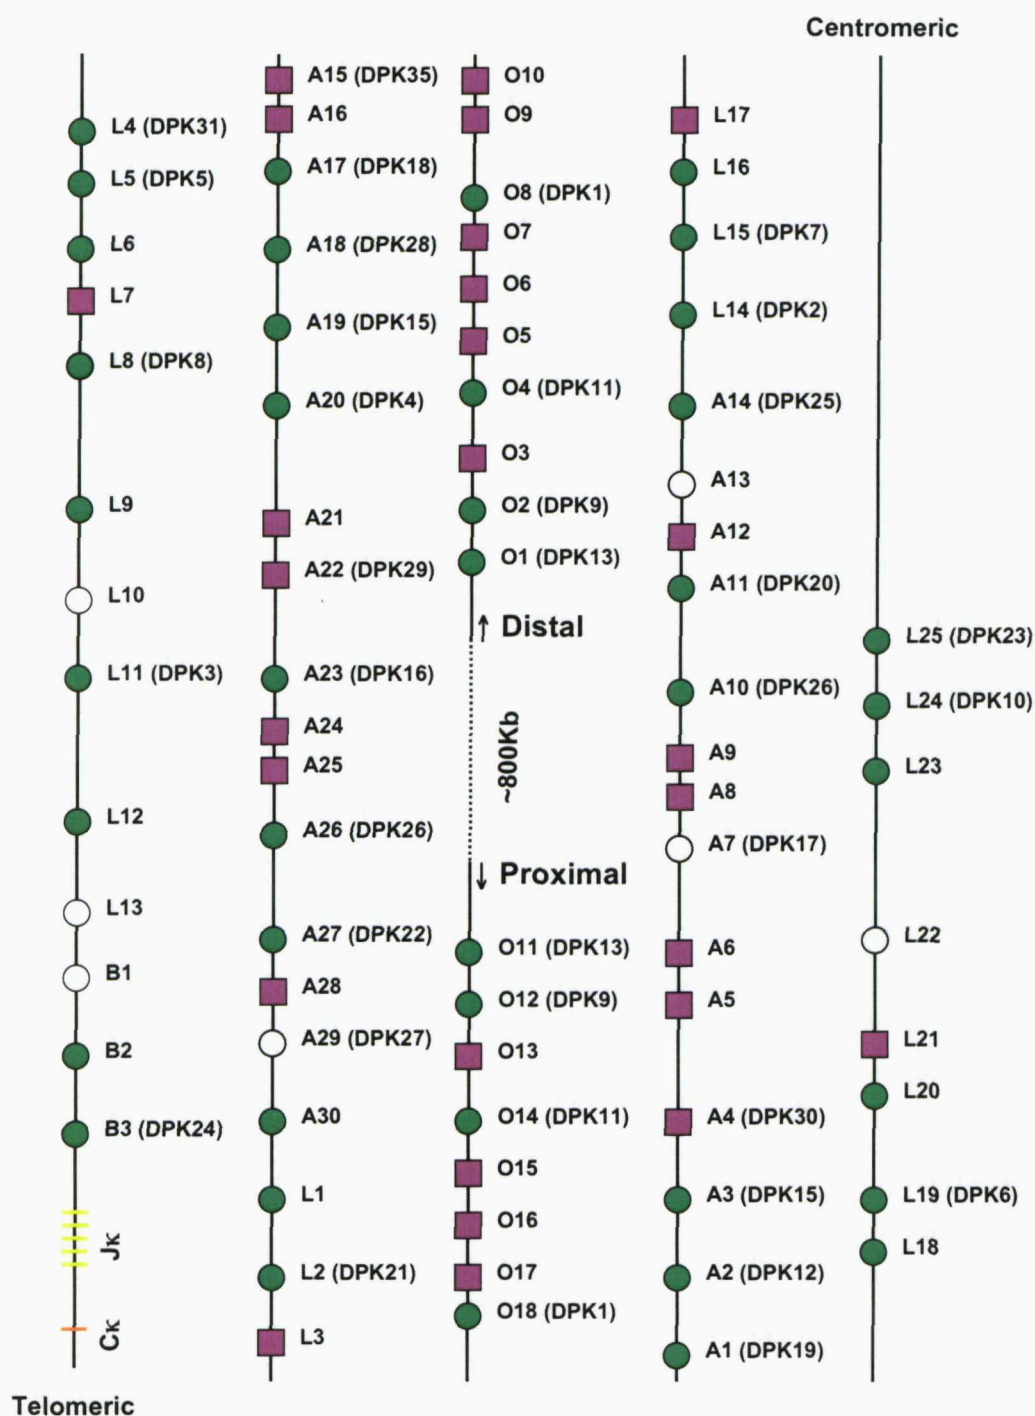 Centromeric
L4 (DPK31)
L5 (DPK5)
L6
L7
L8 (DPK8)
L9
L10
L11 (DPK3)
L12
L13
B1
B2
B3 (DPK24)
Jκ
Cκ
Telomeric
A15 (DPK35)
A16
A17 (DPK18)
A18 (DPK28)
A19 (DPK15)
A20 (DPK4)
A21
A22 (DPK29)
A23 (DPK16)
A24
A25
A26 (DPK26)
A27 (DPK22)
A28
A29 (DPK27)
A30
L1
L2 (DPK21)
L3
O10
O9
O8 (DPK1)
O7
O6
O5
O4 (DPK11)
O3
O2 (DPK9)
O1 (DPK13)
↑ Distal
~800Kb
↓ Proximal
O11 (DPK13)
O12 (DPK9)
O13
O14 (DPK11)
O15
O16
O17
O18 (DPK1)
L17
L16
L15 (DPK7)
L14 (DPK2)
A14 (DPK25)
A13
A12
A11 (DPK20)
A10 (DPK26)
A9
A8
A7 (DPK17)
A6
A5
A4 (DPK30)
A3 (DPK15)
A2 (DPK12)
A1 (DPK19)
L25 (DPK23)
L24 (DPK10)
L23
L22
L21
L20
L19 (DPK6)
L18